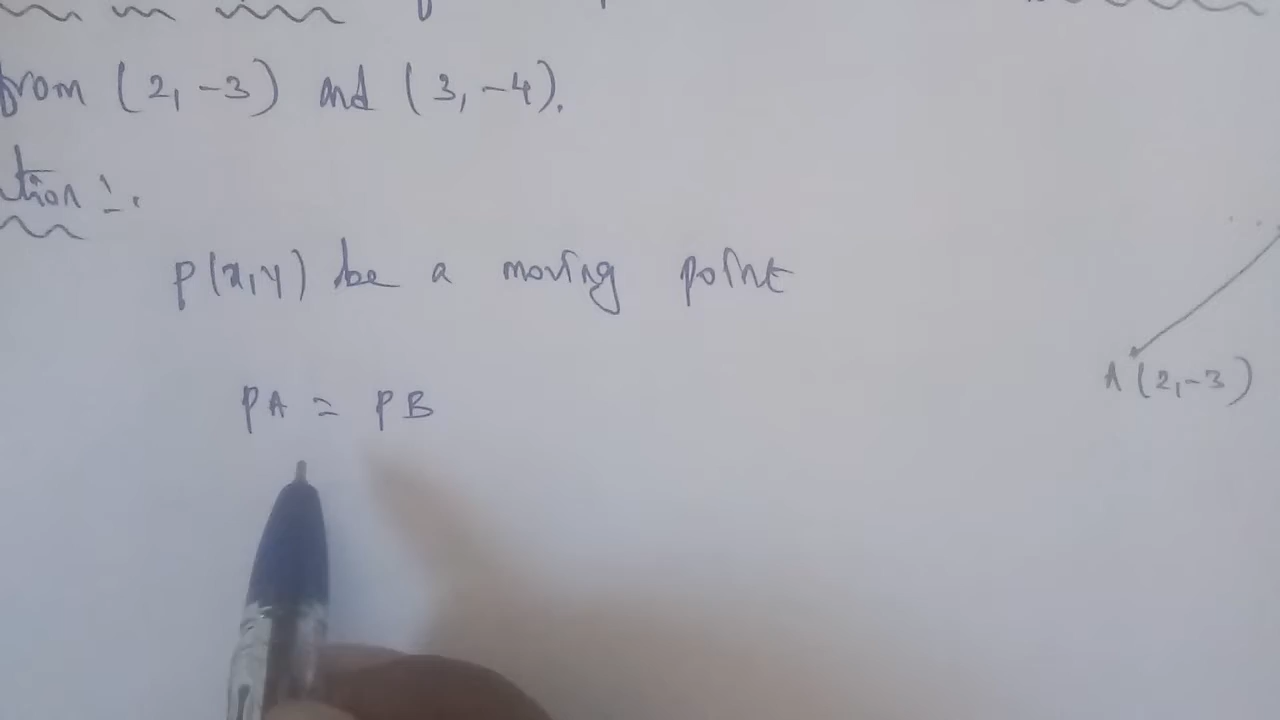 from (2, -3) and (3, -4).
tion :-
P(x,y) be a moving point
A (2,-3)
PA = PB